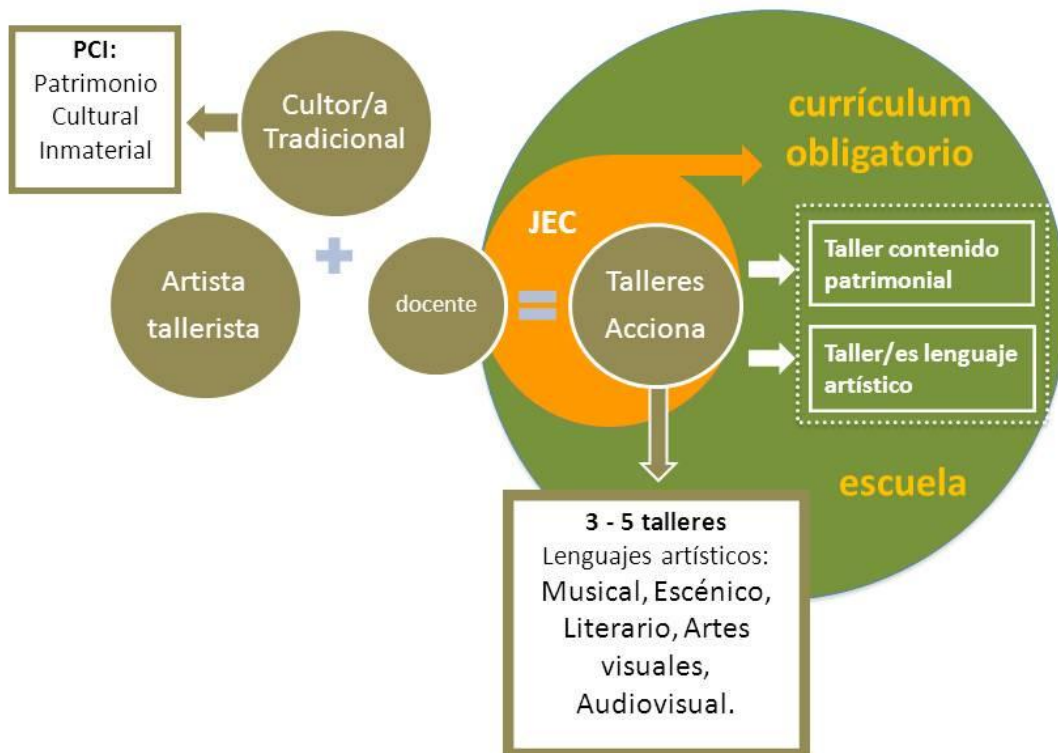 PCI:
Patrimonio
Cultural
Inmaterial
Cultor/a
Tradicional
Artista
tallerista
+
docente
=
JEC
Talleres
Acciona
currículum
obligatorio
Taller contenido
patrimonial
Taller/es lenguaje
artístico
escuela
3 - 5 talleres
Lenguajes artísticos:
Musical, Escénico,
Literario, Artes
visuales,
Audiovisual.